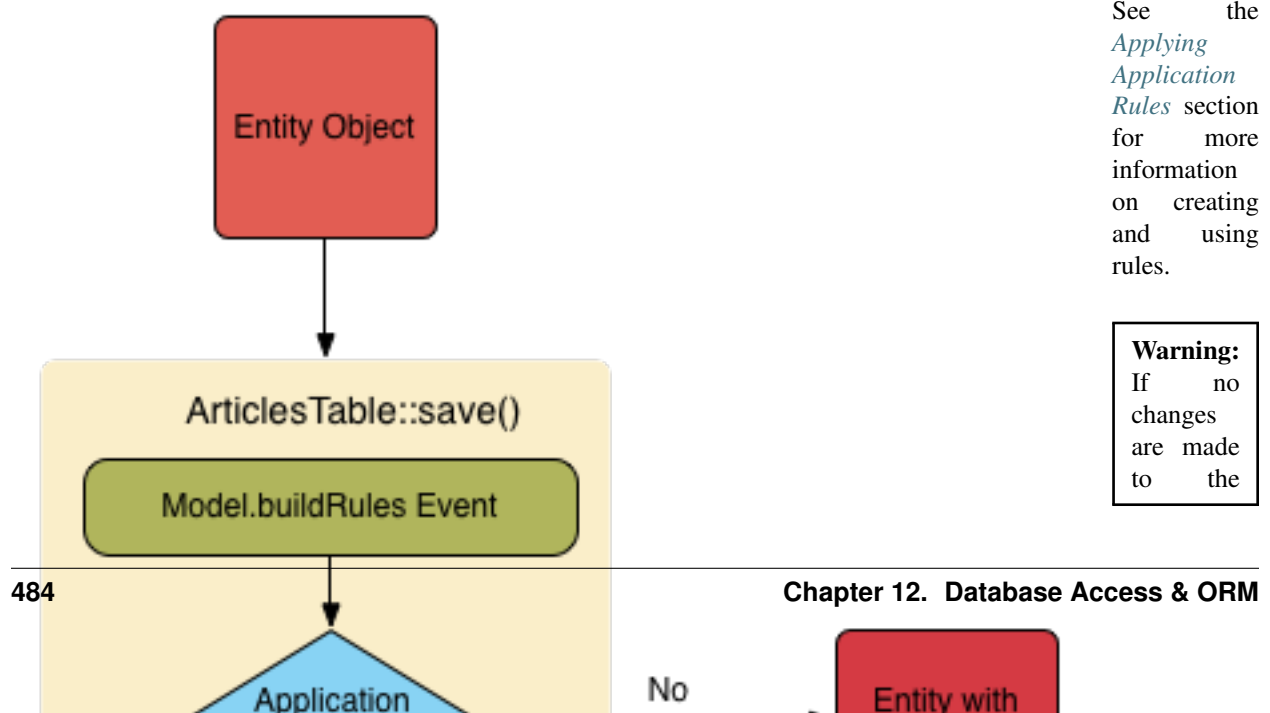 See the
Applying
Application
Rules section
for more
information
on creating
and using
rules.
Warning:
If no
changes
are made
to the
Entity Object
ArticlesTable::save()
Model.buildRules Event
484
Chapter 12. Database Access & ORM
Application
No
Entity with